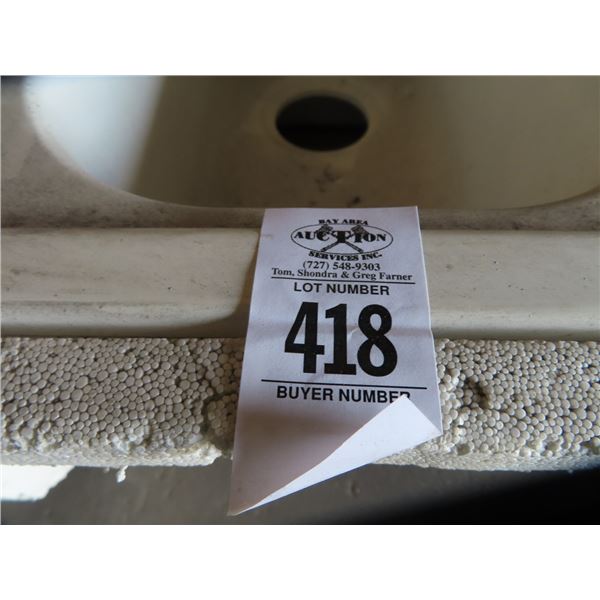 BAY AREA
AUCTION
SERVICES INC.
(727) 548-9303
Tom, Shondra & Greg Farner
LOT NUMBER
418
BUYER NUMBER